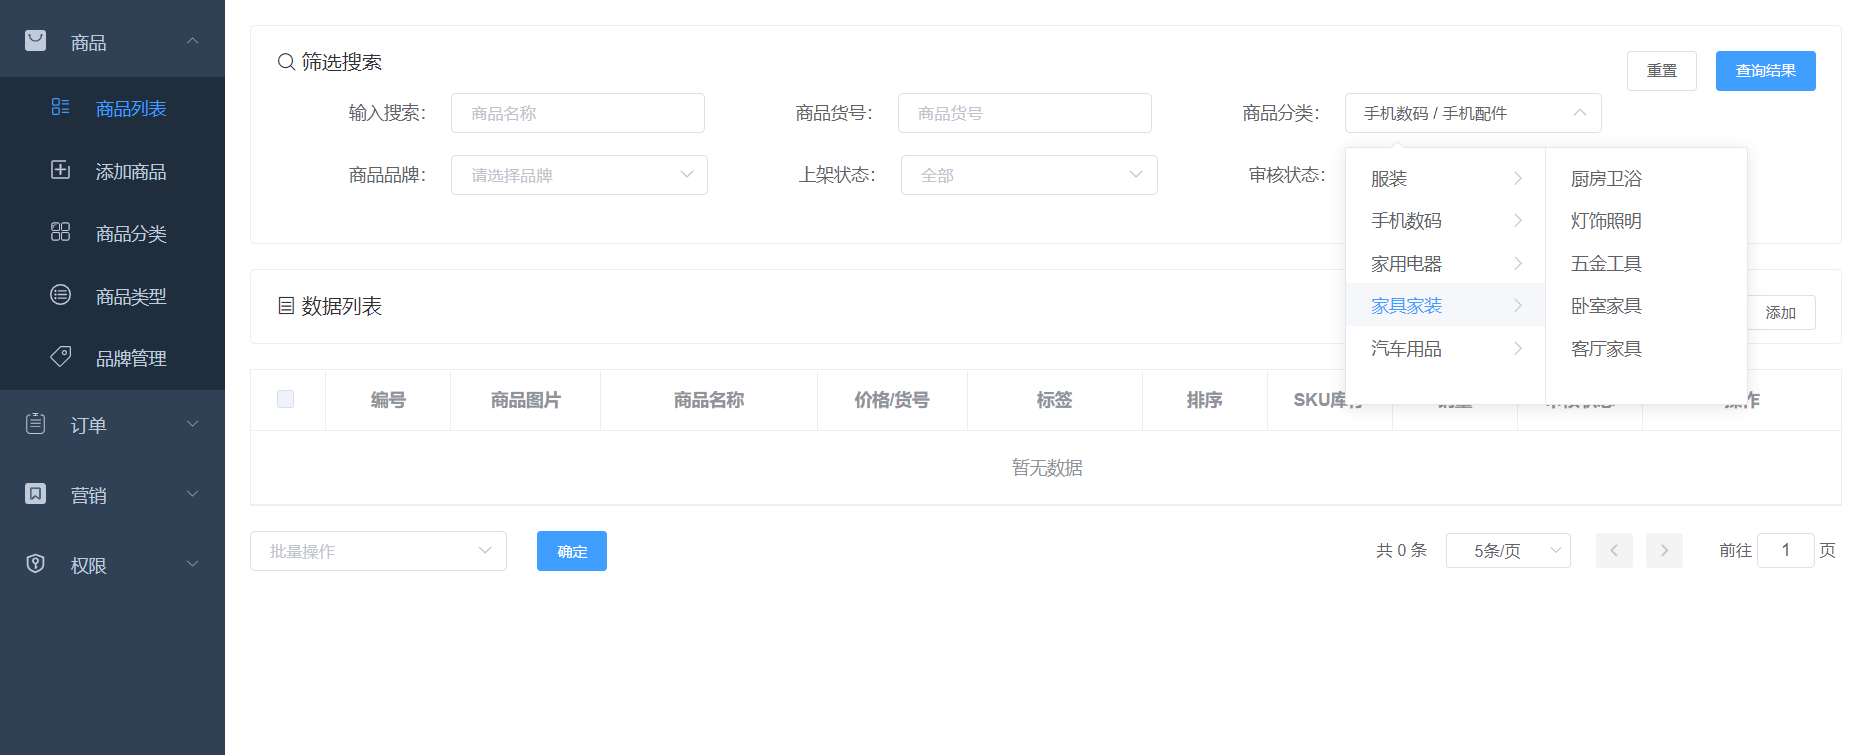 商品
商品列表
添加商品
商品分类
商品类型
品牌管理
订单
营销
权限
筛选搜索
重置
查询结果
输入搜索：
商品名称
商品货号：
商品货号
商品分类：
手机数码 / 手机配件
商品品牌：
请选择品牌
上架状态：
全部
审核状态：
服装
手机数码
家用电器
家具家装
汽车用品
厨房卫浴
灯饰照明
五金工具
卧室家具
客厅家具
数据列表
添加
编号
商品图片
商品名称
价格/货号
标签
排序
SKU库存
操作
暂无数据
批量操作
确定
共 0 条
5条/页
前往 1 页